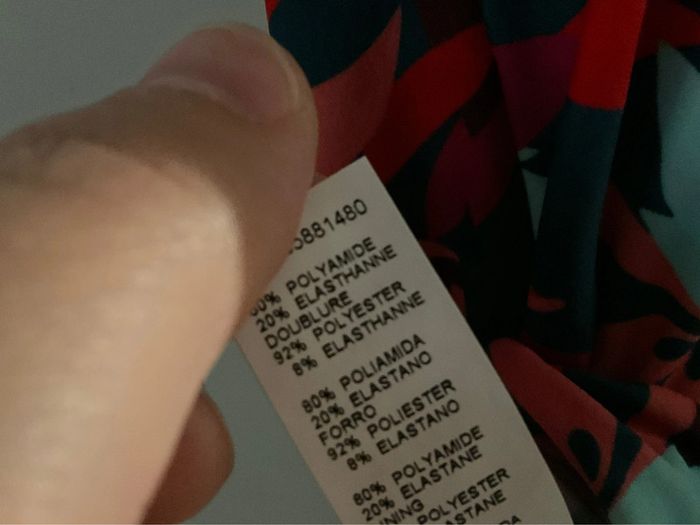 5881480
80% POLYAMIDE
20% ELASTHANNE
DOUBLURE
92% POLYESTER
8% ELASTHANNE
80% POLIAMIDA
20% ELASTANO
FORRO
92% POLIESTER
8% ELASTANO
80% POLYAMIDE
20% ELASTANE
POLYESTER